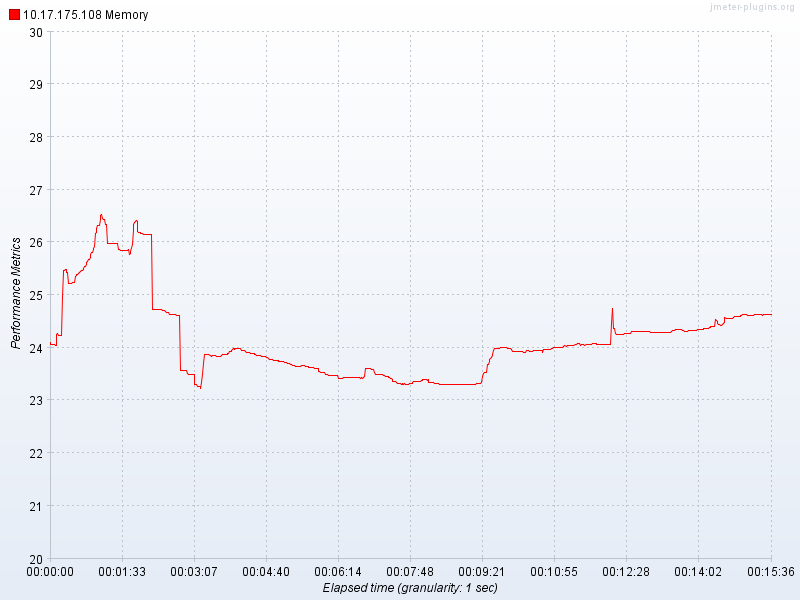 jmeter-plugins.org
10.17.175.108 Memory
30
29
28
27
26
25
24
23
22
21
20
Performance Metrics
00:00:00 00:01:33 00:03:07 00:04:40 00:06:14 00:07:48 00:09:21 00:10:55 00:12:28 00:14:02 00:15:36
Elapsed time (granularity: 1 sec)